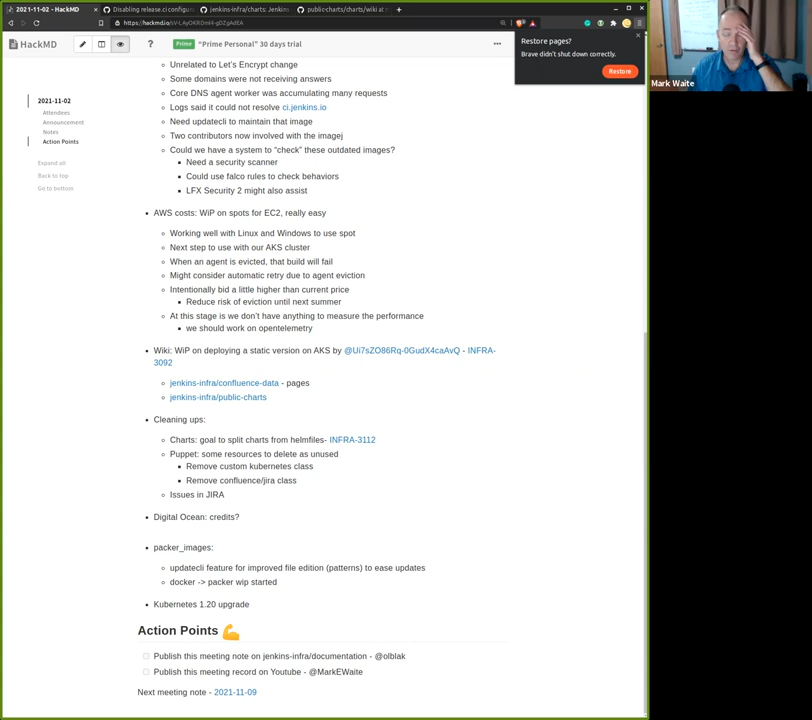 2021-11-02 - HackMD
Disabling release.ci configura
jenkins-infra/charts: Jenkins
public-charts/charts/wiki at m
https://hackmd.io/
HackMD
Prime "Prime Personal" 30 days trial
Restore pages?
Brave didn't shut down correctly.
Restore
Mark Waite
2021-11-02
Attendees
Announcement
Notes
Action Points
Expand all
Back to top
Go to bottom
Unrelated to Let's Encrypt change
Some domains were not receiving answers
Core DNS agent worker was accumulating many requests
Logs said it could not resolve ci.jenkins.io
Need updatecli to maintain that image
Two contributors now involved with the imagej
Could we have a system to "check" these outdated images?
Need a security scanner
Could use falco rules to check behaviors
LFX Security 2 might also assist
AWS costs: WiP on spots for EC2, really easy
Working well with Linux and Windows to use spot
Next step to use with our AKS cluster
When an agent is evicted, that build will fail
Might consider automatic retry due to agent eviction
Intentionally bid a little higher than current price
Reduce risk of eviction until next summer
At this stage is we don't have anything to measure the performance
we should work on opentelemetry
Wiki: WiP on deploying a static version on AKS by @Ui7sZO86Rq-0GudX4caAvQ - INFRA-
3092
jenkins-infra/confluence-data - pages
jenkins-infra/public-charts
Cleaning ups:
Charts: goal to split charts from helmfiles- INFRA-3112
Puppet: some resources to delete as unused
Remove custom kubernetes class
Remove confluence/jira class
Issues in JIRA
Digital Ocean: credits?
packer_images:
updatecli feature for improved file edition (patterns) to ease updates
docker -> packer wip started
Kubernetes 1.20 upgrade
Action Points 💪
Publish this meeting note on jenkins-infra/documentation - @olblak
Publish this meeting record on Youtube - @MarkEWaite
Next meeting note - 2021-11-09